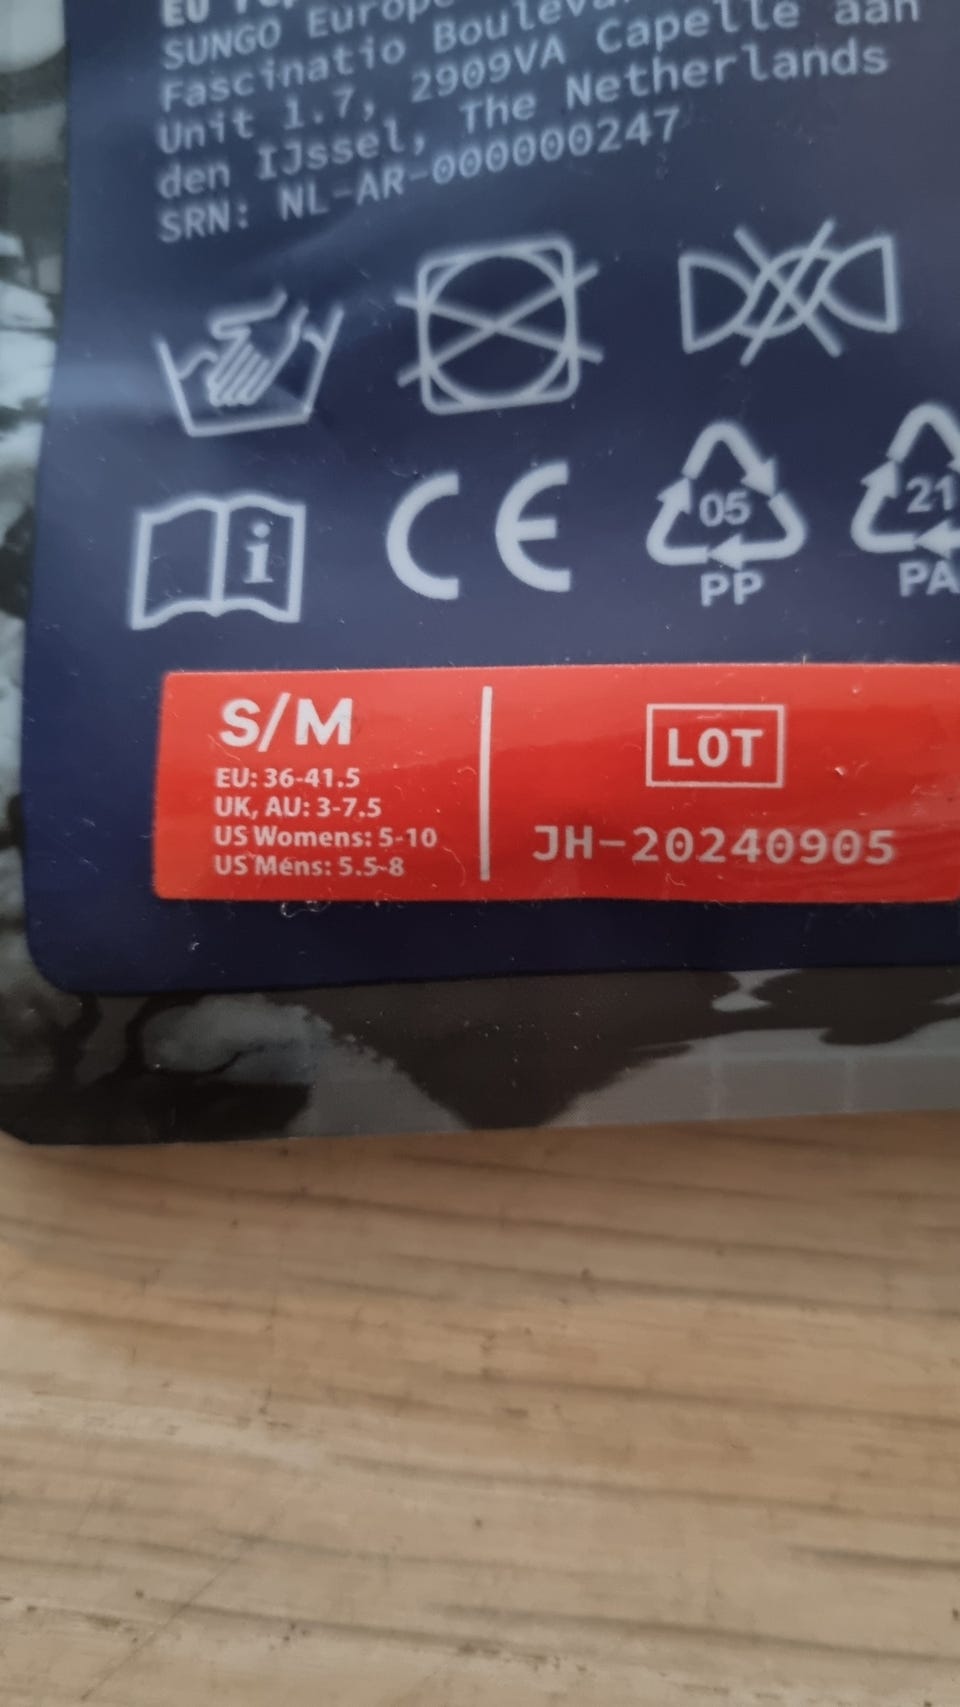 SUNGO Europe
Fascinatio Boulevar
Unit 1.7, 2909VA Capelle aan
den IJssel, The Netherlands
SRN: NL-AR-000000247
i
CE
05
PP
21
PA
S/M
EU: 36-41.5
UK, AU: 3-7.5
US Womens: 5-10
US Mens: 5.5-8
LOT
JH-20240905